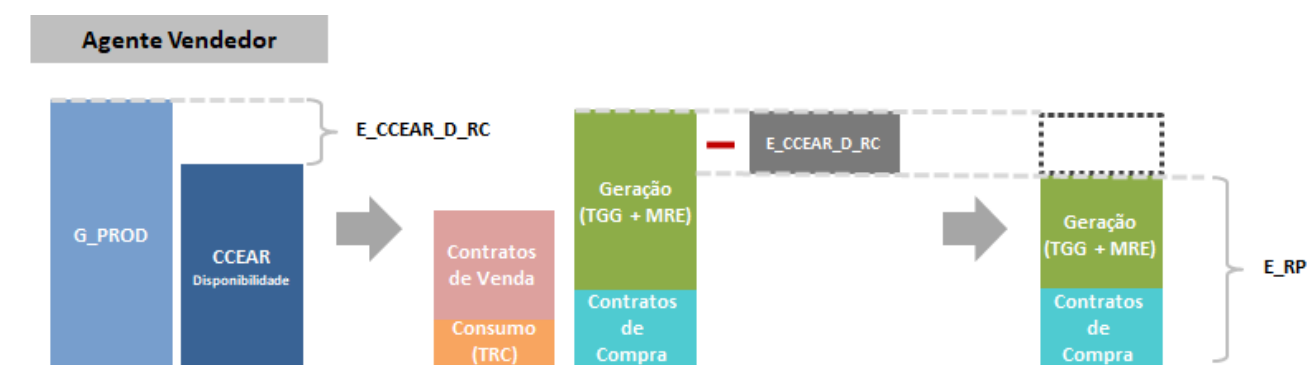 Agente Vendedor
G_PROD
CCEAR
Disponibilidade
E_CCEAR_D_RC
Contratos
de Venda
Consumo
(TRC)
Geração
(TGG + MRE)
Contratos
de
Compra
E_CCEAR_D_RC
Geração
(TGG + MRE)
Contratos
de
Compra
E_RP